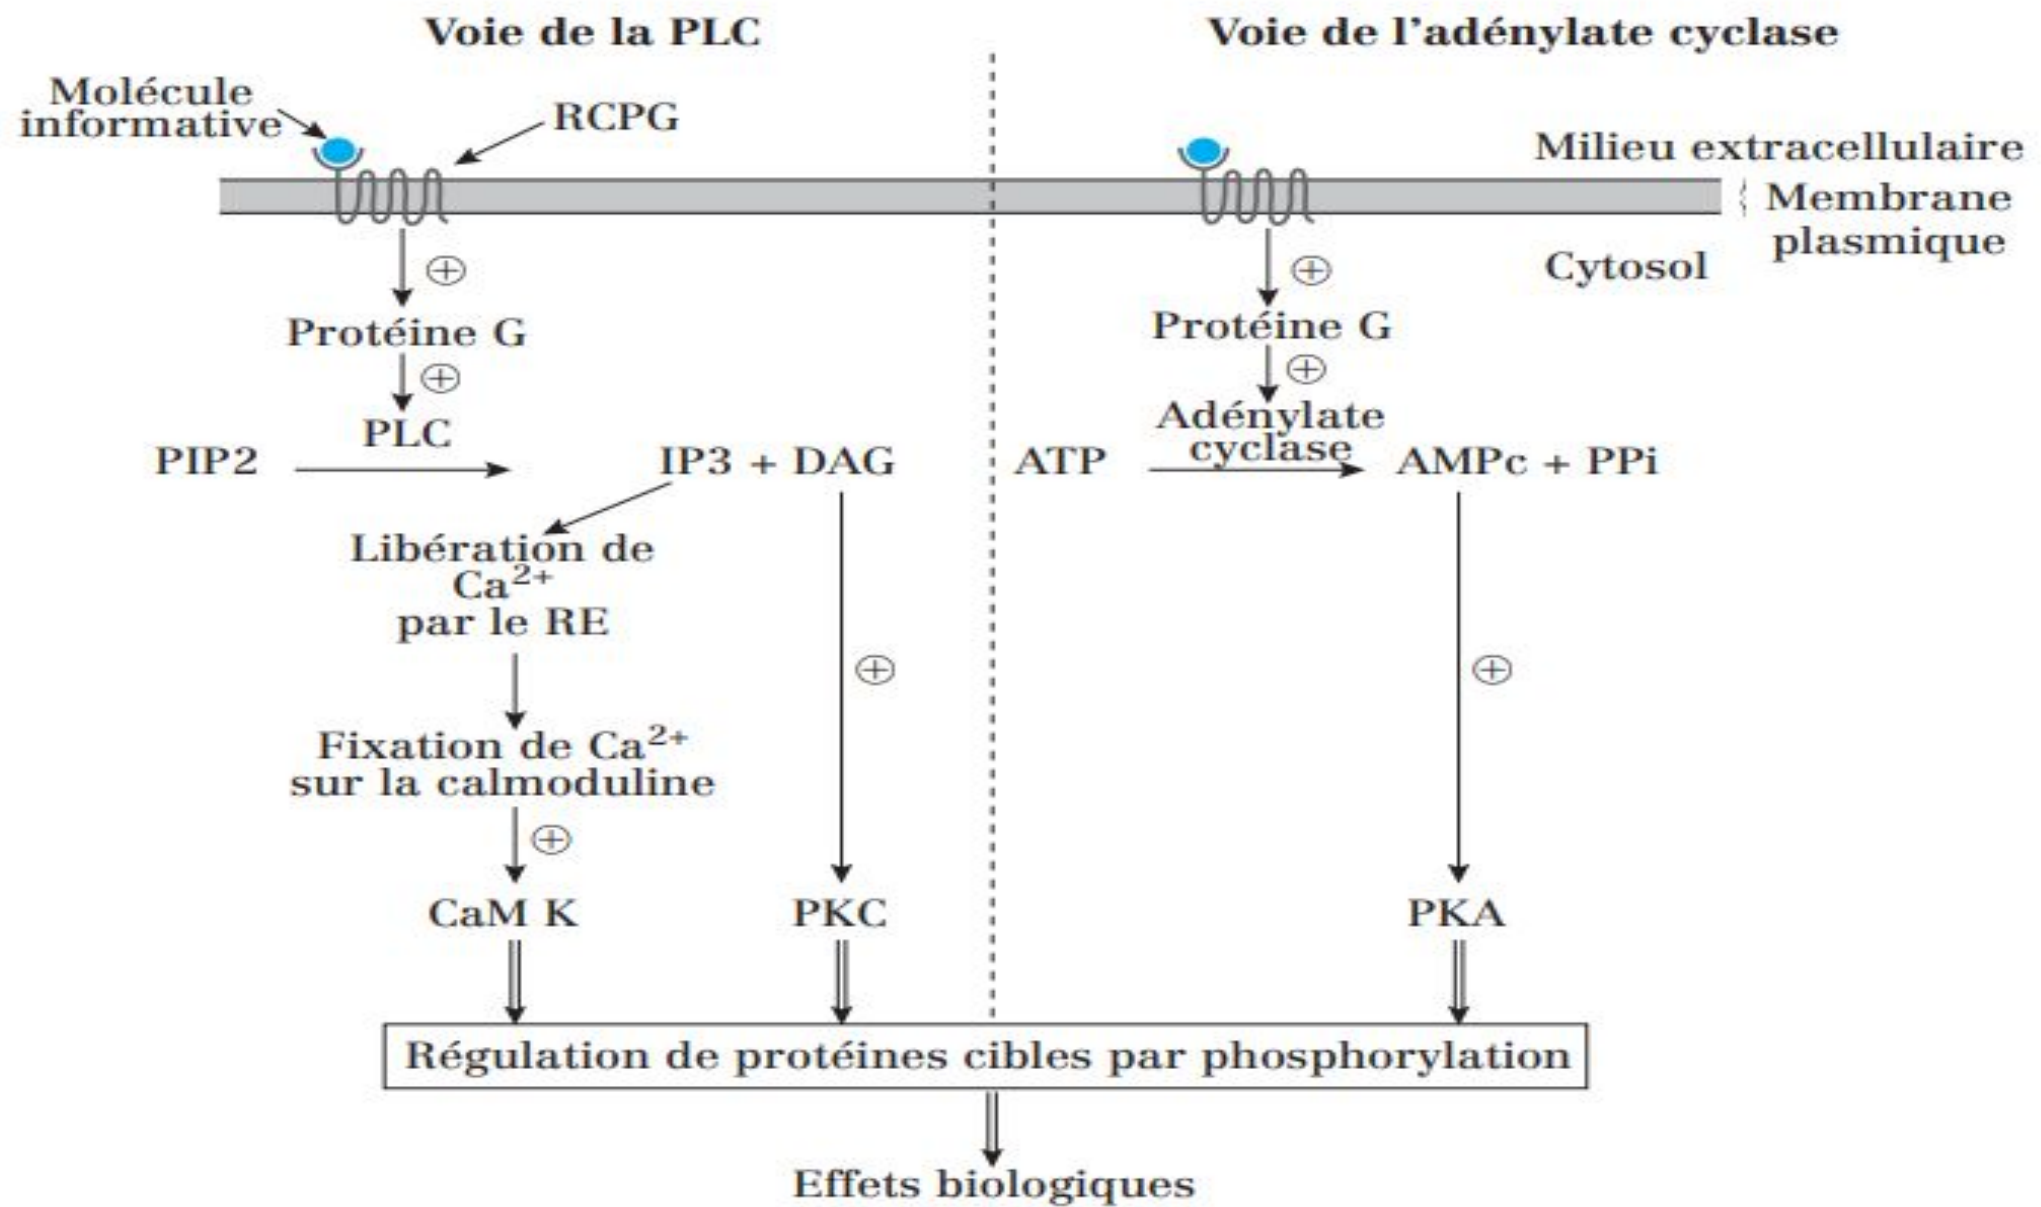 Voie de la PLC
Voie de l'adénylate cyclase
Molécule
informative
RCPG
Milieu extracellulaire
Membrane
plasmique
Cytosol
⊕
⊕
Protéine G
Protéine G
⊕
⊕
PLC
Adénylate
cyclase
PIP2
IP3 + DAG
ATP
AMPc + PPi
Libération de
Ca²⁺
par le RE
⊕
⊕
Fixation de Ca²⁺
sur la calmoduline
⊕
CaM K
PKC
PKA
Régulation de protéines cibles par phosphorylation
Effets biologiques